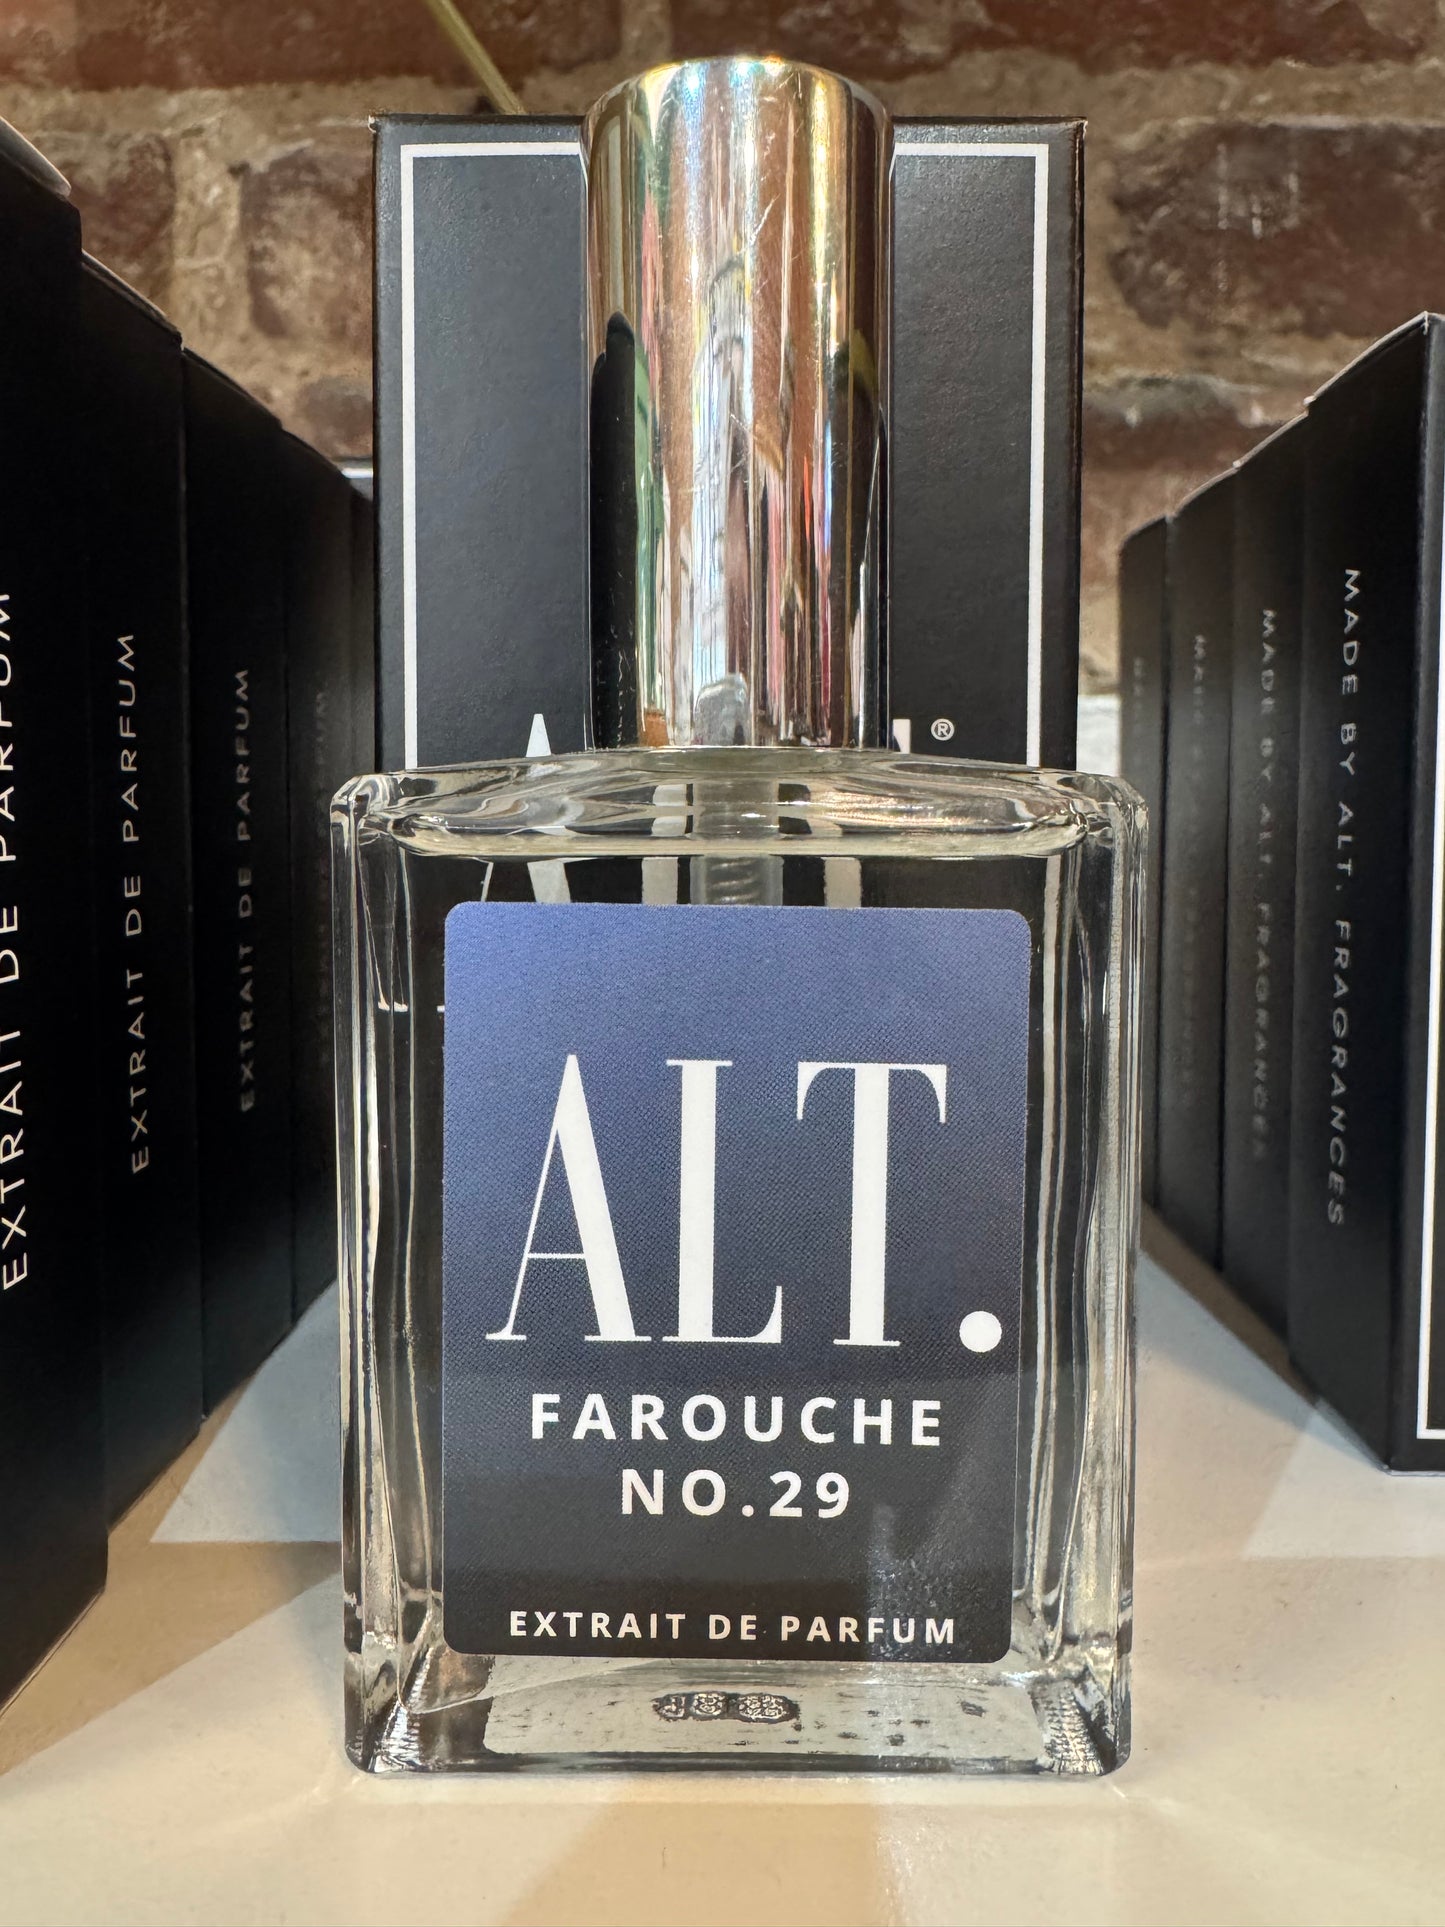 ALT.
FAROUCHE
NO.29
EXTRAIT DE PARFUM
®
EXTRAIT DE PARFUM
EXTRAIT DE PARFUM
EXTRAIT DE PARFUM
MADE BY ALT. FRAGRANCES
MADE BY ALT. FRAGRANCES